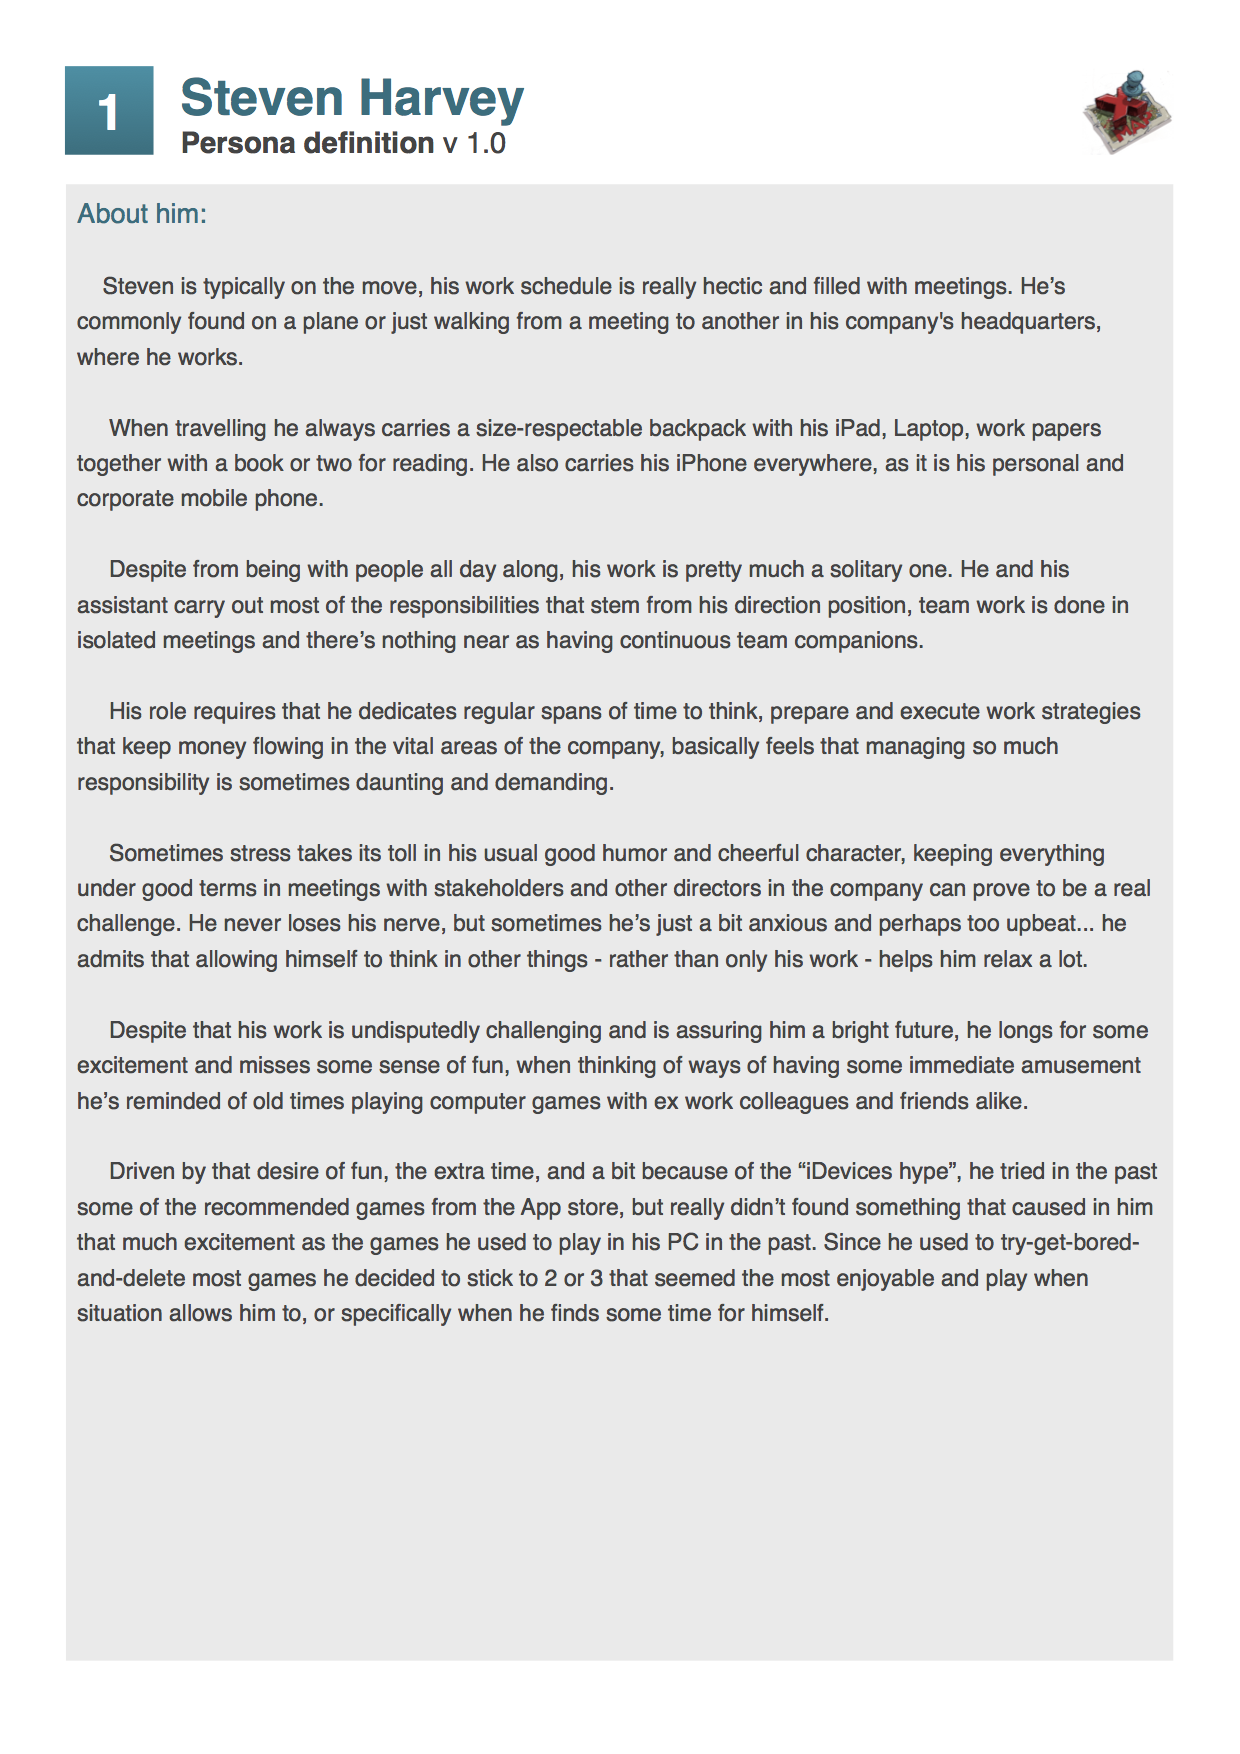 1
Steven Harvey
Persona definition v 1.0
X
MAP
About him:
Steven is typically on the move, his work schedule is really hectic and filled with meetings. He’s
commonly found on a plane or just walking from a meeting to another in his company's headquarters,
where he works.
When travelling he always carries a size-respectable backpack with his iPad, Laptop, work papers
together with a book or two for reading. He also carries his iPhone everywhere, as it is his personal and
corporate mobile phone.
Despite from being with people all day along, his work is pretty much a solitary one. He and his
assistant carry out most of the responsibilities that stem from his direction position, team work is done in
isolated meetings and there’s nothing near as having continuous team companions.
His role requires that he dedicates regular spans of time to think, prepare and execute work strategies
that keep money flowing in the vital areas of the company, basically feels that managing so much
responsibility is sometimes daunting and demanding.
Sometimes stress takes its toll in his usual good humor and cheerful character, keeping everything
under good terms in meetings with stakeholders and other directors in the company can prove to be a real
challenge. He never loses his nerve, but sometimes he’s just a bit anxious and perhaps too upbeat... he
admits that allowing himself to think in other things - rather than only his work - helps him relax a lot.
Despite that his work is undisputedly challenging and is assuring him a bright future, he longs for some
excitement and misses some sense of fun, when thinking of ways of having some immediate amusement
he’s reminded of old times playing computer games with ex work colleagues and friends alike.
Driven by that desire of fun, the extra time, and a bit because of the “iDevices hype”, he tried in the past
some of the recommended games from the App store, but really didn’t found something that caused in him
that much excitement as the games he used to play in his PC in the past. Since he used to try-get-bored-
and-delete most games he decided to stick to 2 or 3 that seemed the most enjoyable and play when
situation allows him to, or specifically when he finds some time for himself.